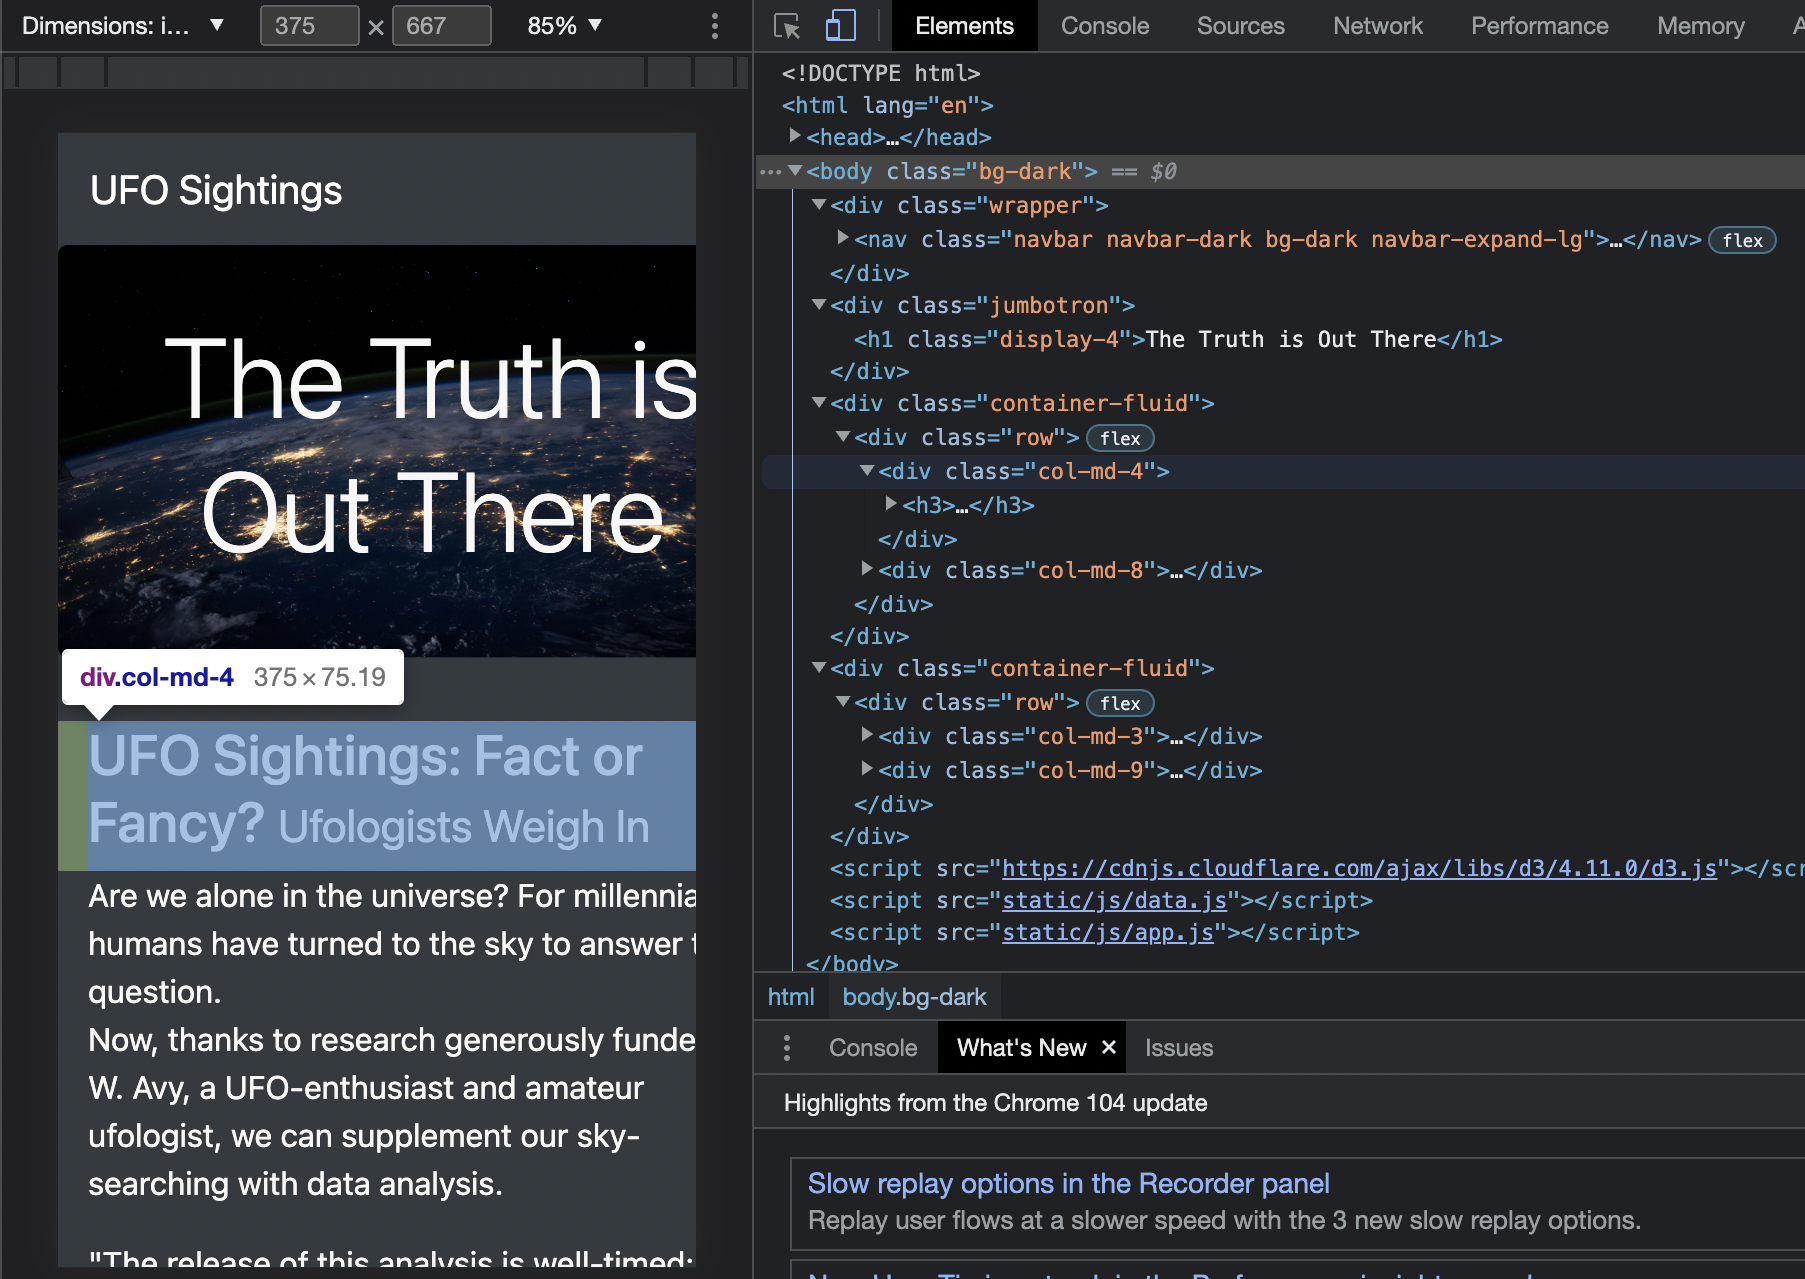 Dimensions: i... ▼ 375 × 667 85% ▼
UFO Sightings
The Truth is
Out There
div.col-md-4 375 × 75.19
UFO Sightings: Fact or
Fancy? Ufologists Weigh In
Are we alone in the universe? For millennia
humans have turned to the sky to answer
question.
Now, thanks to research generously funde
W. Avy, a UFO-enthusiast and amateur
ufologist, we can supplement our sky-
searching with data analysis.
"The release of this analysis is well-timed:
Elements Console Sources Network Performance Memory
<!DOCTYPE html>
<html lang="en">
<head>…</head>
<body class="bg-dark"> == $0
<div class="wrapper">
<nav class="navbar navbar-dark bg-dark navbar-expand-lg">…</nav> flex
</div>
<div class="jumbotron">
<h1 class="display-4">The Truth is Out There</h1>
</div>
<div class="container-fluid">
<div class="row"> flex
<div class="col-md-4">
<h3>…</h3>
</div>
<div class="col-md-8">…</div>
</div>
</div>
<div class="container-fluid">
<div class="row"> flex
<div class="col-md-3">…</div>
<div class="col-md-9">…</div>
</div>
</div>
<script src="https://cdnjs.cloudflare.com/ajax/libs/d3/4.11.0/d3.js"></scr
<script src="static/js/data.js"></script>
<script src="static/js/app.js"></script>
</body>
html body.bg-dark
Console What's New × Issues
Highlights from the Chrome 104 update
Slow replay options in the Recorder panel
Replay user flows at a slower speed with the 3 new slow replay options.